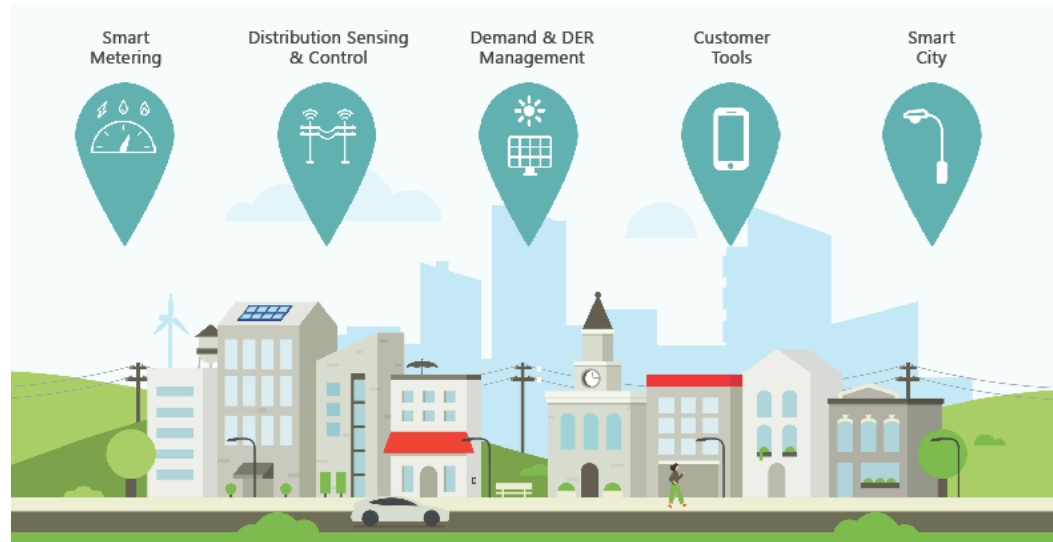 Smart
Metering
Distribution Sensing
& Control
Demand & DER
Management
Customer
Tools
Smart
City